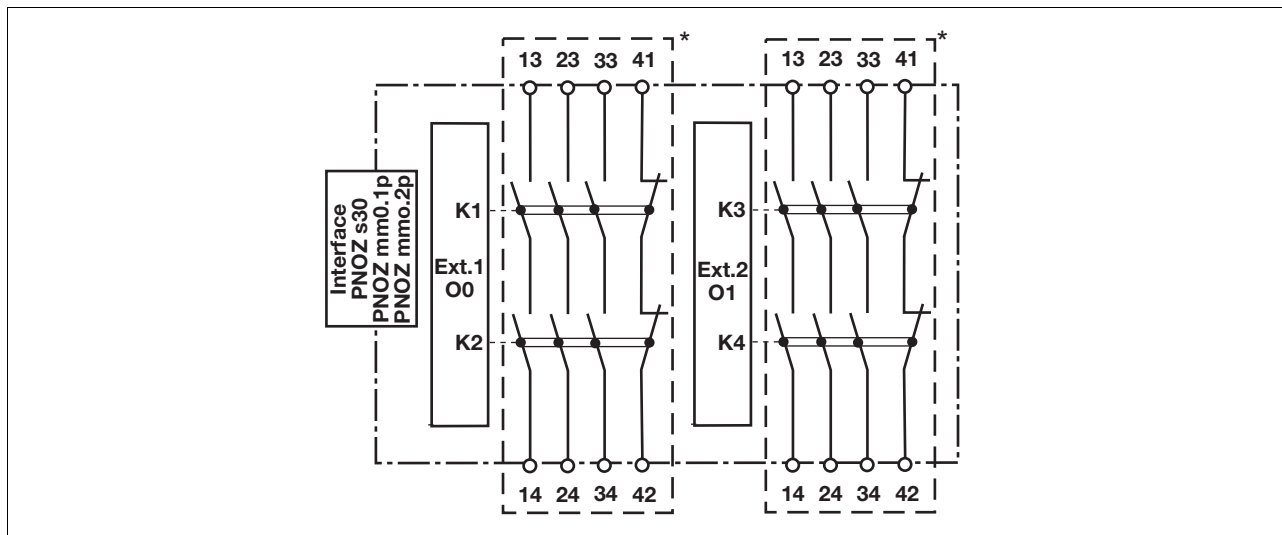 *
*
13 23 33 41
13 23 33 41
Interface
PNOZ s30
PNOZ mm0.1p
PNOZ mmo.2p
K1
Ext.1
O0
K2
K3
Ext.2
O1
K4
14 24 34 42
14 24 34 42